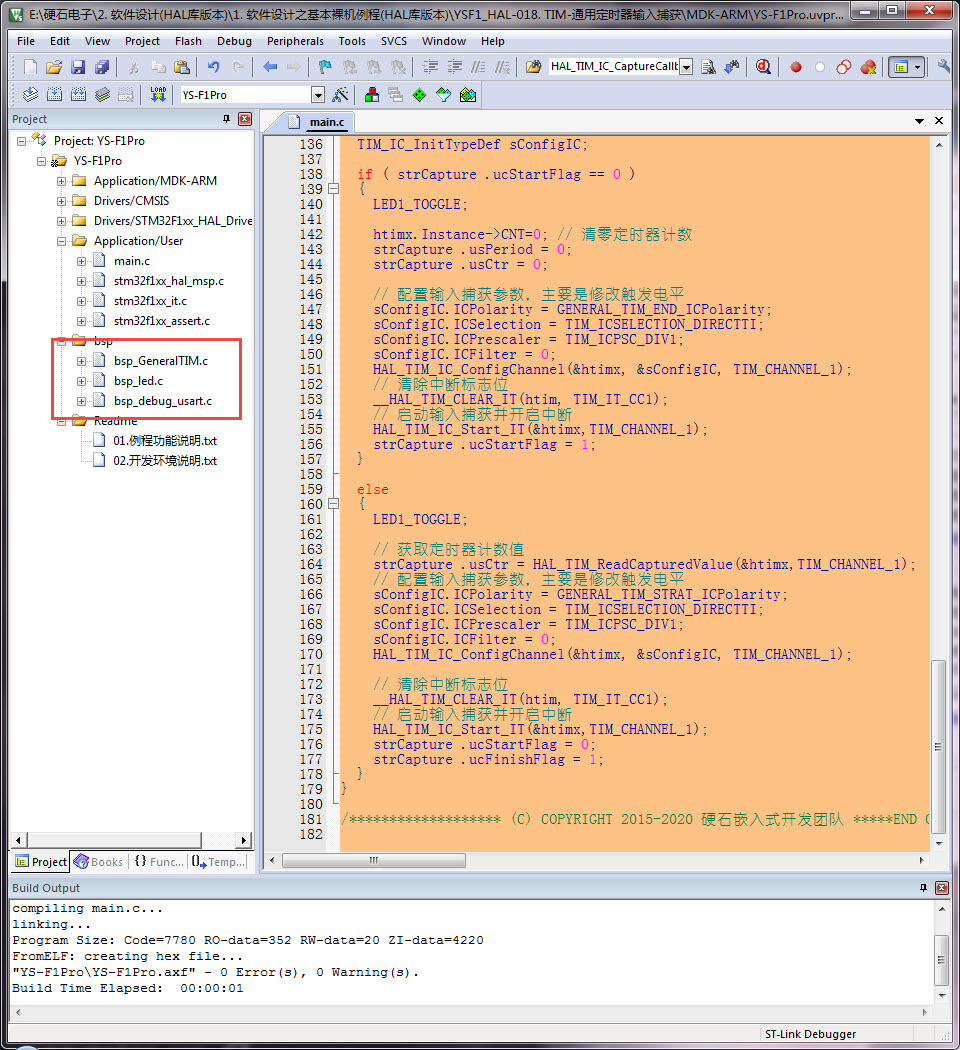 E:\硬石电子\2. 软件设计(HAL库版本)\1. 软件设计之基本裸机例程(HAL库版本)\YSF1_HAL-018. TIM-通用定时器输入捕获\MDK-ARM\YS-F1Pro.uvpr...
File Edit View Project Flash Debug Peripherals Tools SVCS Window Help
HAL_TIM_IC_CaptureCallb
LOAD YS-F1Pro
Project
main.c
Project: YS-F1Pro
YS-F1Pro
Application/MDK-ARM
Drivers/CMSIS
Drivers/STM32F1xx_HAL_Drive
Application/User
main.c
stm32f1xx_hal_msp.c
stm32f1xx_it.c
stm32f1xx_assert.c
bsp
bsp_GeneralTIM.c
bsp_led.c
bsp_debug_usart.c
Readme
01.例程功能说明.txt
02.开发环境说明.txt
136 TIM_IC_InitTypeDef sConfigIC;
137
138 if ( strCapture .ucStartFlag == 0 )
139 {
140 LED1_TOGGLE;
141
142 htimx.Instance->CNT=0; // 清零定时器计数
143 strCapture .usPeriod = 0;
144 strCapture .usCtr = 0;
145
146 // 配置输入捕获参数，主要是修改触发电平
147 sConfigIC.ICPolarity = GENERAL_TIM_END_ICPolarity;
148 sConfigIC.ICSelection = TIM_ICSELECTION_DIRECTTI;
149 sConfigIC.ICPrescaler = TIM_ICPSC_DIV1;
150 sConfigIC.ICFilter = 0;
151 HAL_TIM_IC_ConfigChannel(&htimx, &sConfigIC, TIM_CHANNEL_1);
152 // 清除中断标志位
153 __HAL_TIM_CLEAR_IT(htim, TIM_IT_CC1);
154 // 启动输入捕获并开启中断
155 HAL_TIM_IC_Start_IT(&htimx,TIM_CHANNEL_1);
156 strCapture .ucStartFlag = 1;
157 }
158
159 else
160 {
161 LED1_TOGGLE;
162
163 // 获取定时器计数值
164 strCapture .usCtr = HAL_TIM_ReadCapturedValue(&htimx,TIM_CHANNEL_1);
165 // 配置输入捕获参数，主要是修改触发电平
166 sConfigIC.ICPolarity = GENERAL_TIM_STRAT_ICPolarity;
167 sConfigIC.ICSelection = TIM_ICSELECTION_DIRECTTI;
168 sConfigIC.ICPrescaler = TIM_ICPSC_DIV1;
169 sConfigIC.ICFilter = 0;
170 HAL_TIM_IC_ConfigChannel(&htimx, &sConfigIC, TIM_CHANNEL_1);
171
172 // 清除中断标志位
173 __HAL_TIM_CLEAR_IT(htim, TIM_IT_CC1);
174 // 启动输入捕获并开启中断
175 HAL_TIM_IC_Start_IT(&htimx,TIM_CHANNEL_1);
176 strCapture .ucStartFlag = 0;
177 strCapture .ucFinishFlag = 1;
178 }
179 }
180
181 /******************* (C) COPYRIGHT 2015-2020 硬石嵌入式开发团队 *****END
182
Project Books {} Func... Temp...
Build Output
compiling main.c...
linking...
Program Size: Code=7780 RO-data=352 RW-data=20 ZI-data=4220
FromELF: creating hex file...
"YS-F1Pro\YS-F1Pro.axf" - 0 Error(s), 0 Warning(s).
Build Time Elapsed: 00:00:01
ST-Link Debugger